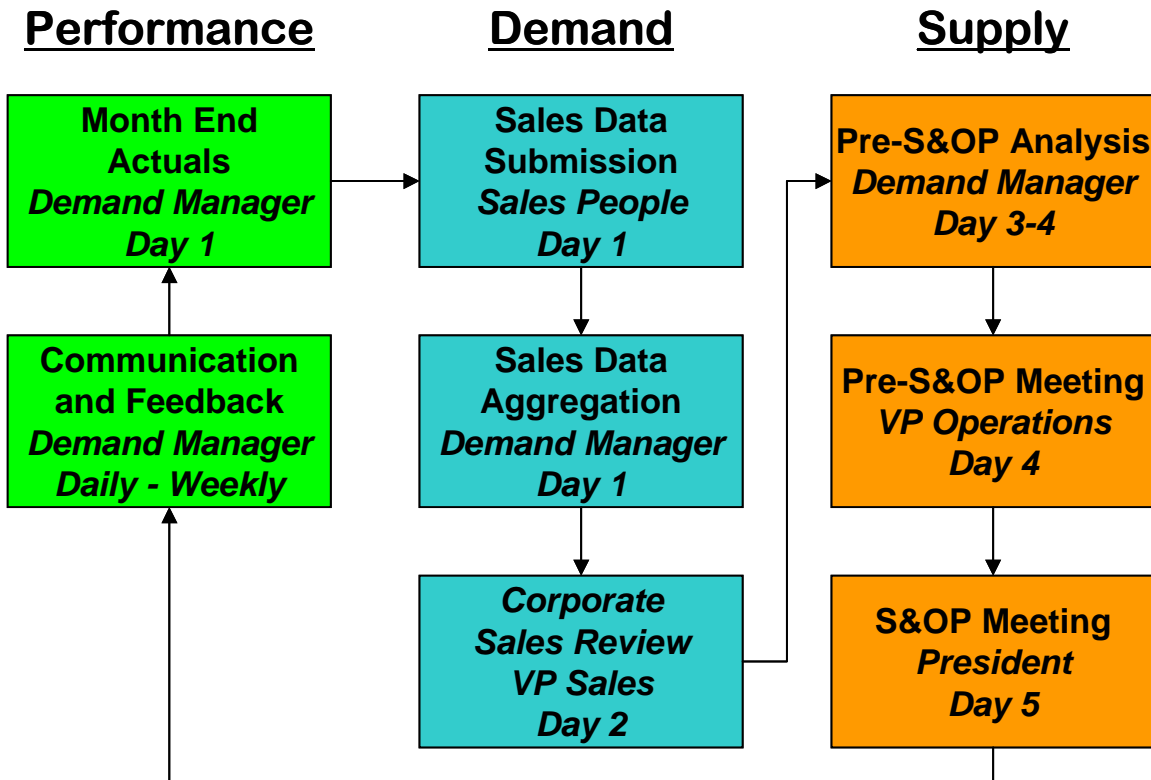 Performance
Demand
Supply
Month End
Actuals
Demand Manager
Day 1
Communication
and Feedback
Demand Manager
Daily - Weekly
Sales Data
Submission
Sales People
Day 1
Sales Data
Aggregation
Demand Manager
Day 1
Corporate
Sales Review
VP Sales
Day 2
Pre-S&OP Analysis
Demand Manager
Day 3-4
Pre-S&OP Meeting
VP Operations
Day 4
S&OP Meeting
President
Day 5